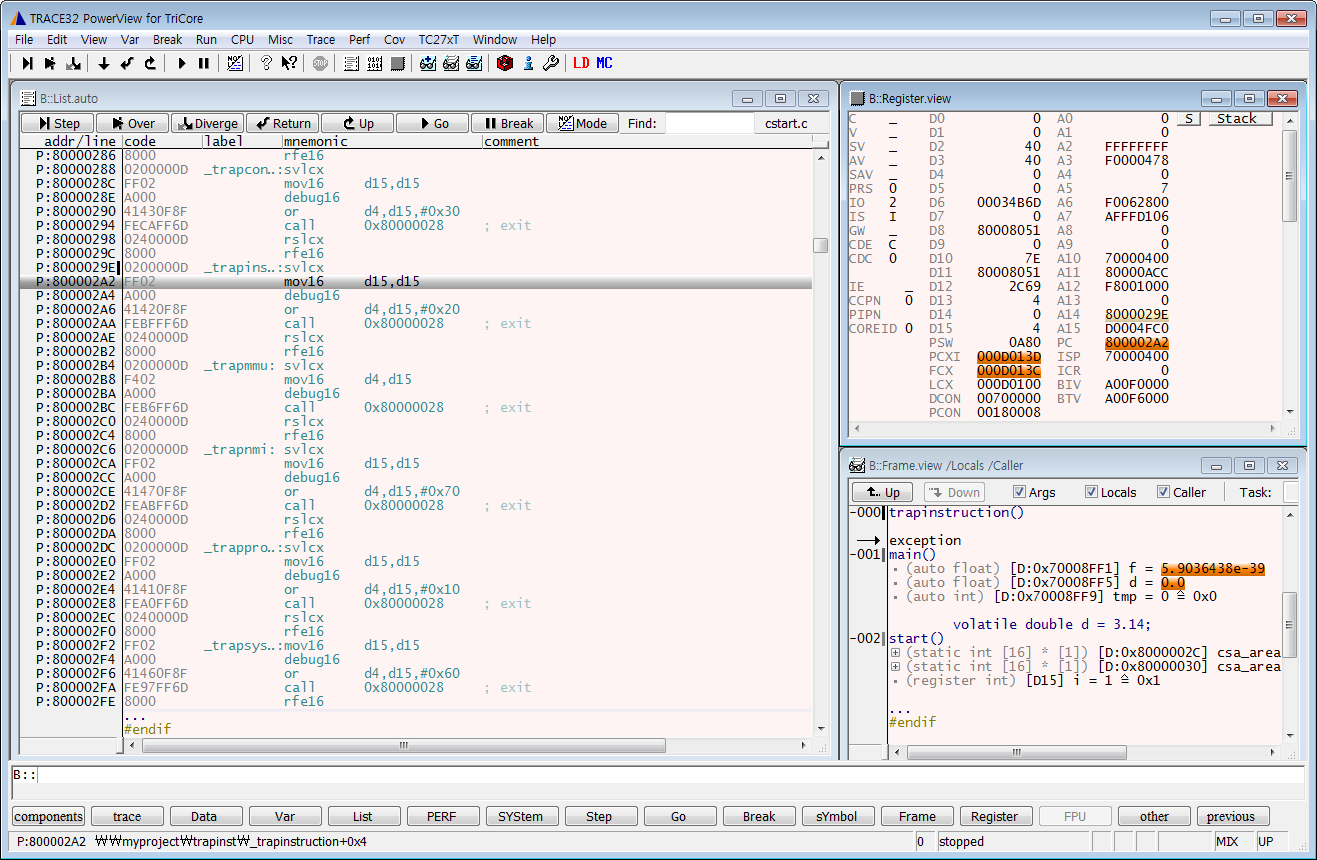 TRACE32 PowerView for TriCore
File Edit View Var Break Run CPU Misc Trace Perf Cov TC27xT Window Help
LD MC
B::List.auto
Step Over Diverge Return Up Go Break Mode Find: cstart.c
addr/line code label mnemonic comment
P:80000286 8000 rfe16
P:80000288 0200000D _trapcon..:svlcx
P:8000028C FF02 mov16 d15,d15
P:8000028E A000 debug16
P:80000290 41430F8F or d4,d15,#0x30
P:80000294 FECAFF6D call 0x80000028 ; exit
P:80000298 0240000D rslcx
P:8000029C 8000 rfe16
P:8000029E 0200000D _trapins..:svlcx
P:800002A2 FF02 mov16 d15,d15
P:800002A4 A000 debug16
P:800002A6 41420F8F or d4,d15,#0x20
P:800002AA FEBFFF6D call 0x80000028 ; exit
P:800002AE 0240000D rslcx
P:800002B2 8000 rfe16
P:800002B4 0200000D _trapmmu: svlcx
P:800002B8 F402 mov16 d4,d15
P:800002BA A000 debug16
P:800002BC FEB6FF6D call 0x80000028 ; exit
P:800002C0 0240000D rslcx
P:800002C4 8000 rfe16
P:800002C6 0200000D _trapnmi: svlcx
P:800002CA FF02 mov16 d15,d15
P:800002CC A000 debug16
P:800002CE 41470F8F or d4,d15,#0x70
P:800002D2 FEABFF6D call 0x80000028 ; exit
P:800002D6 0240000D rslcx
P:800002DA 8000 rfe16
P:800002DC 0200000D _trappro..:svlcx
P:800002E0 FF02 mov16 d15,d15
P:800002E2 A000 debug16
P:800002E4 41410F8F or d4,d15,#0x10
P:800002E8 FEA0FF6D call 0x80000028 ; exit
P:800002EC 0240000D rslcx
P:800002F0 8000 rfe16
P:800002F2 FF02 _trapsys..:mov16 d15,d15
P:800002F4 A000 debug16
P:800002F6 41460F8F or d4,d15,#0x60
P:800002FA FE97FF6D call 0x80000028 ; exit
P:800002FE 8000 rfe16
...
#endif
B::Register.view
C _ D0 0 A0 0 S Stack
V _ D1 0 A1 0
SV _ D2 40 A2 FFFFFFFF
AV _ D3 40 A3 F0000478
SAV _ D4 0 A4 0
PRS 0 D5 0 A5 7
IO 2 D6 00034B6D A6 F0062800
IS I D7 0 A7 AFFFD106
GW _ D8 80008051 A8 0
CDE C D9 0 A9 0
CDC 0 D10 7E A10 70000400
D11 80008051 A11 80000ACC
IE _ D12 2C69 A12 F8001000
CCPN 0 D13 4 A13 0
PIPN D14 0 A14 8000029E
COREID 0 D15 4 A15 D0004FC0
PSW 0A80 PC 800002A2
PCXI 000D013D ISP 70000400
FCX 000D013C ICR 0
LCX 000D0100 BIV A00F0000
DCON 00700000 BTV A00F6000
PCON 00180008
B::Frame.view /Locals /Caller
Up Down Args Locals Caller Task:
-000 trapinstruction()
exception
-001 main()
(auto float) [D:0x70008FF1] f = 5.9036438e-39
(auto float) [D:0x70008FF5] d = 0.0
(auto int) [D:0x70008FF9] tmp = 0 ≙ 0x0
volatile double d = 3.14;
-002 start()
(static int [16] * [1]) [D:0x8000002C] csa_area
(static int [16] * [1]) [D:0x80000030] csa_area
(register int) [D15] i = 1 ≙ 0x1
...
#endif
B::
components trace Data Var List PERF SYStem Step Go Break sYmbol Frame Register FPU other previous
P:800002A2 ₩₩myproject₩trapinst₩_trapinstruction+0x4 0 stopped MIX UP